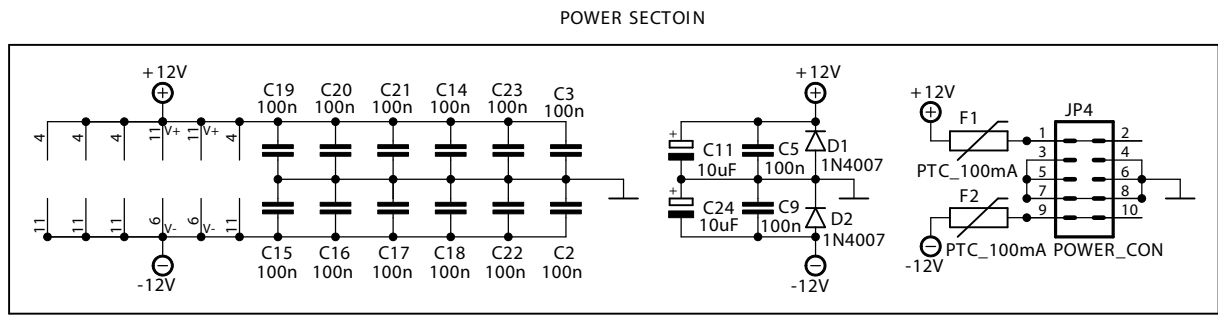 POWER SECTOIN
+12V
C19 C20 C21 C14 C23 C3
100n 100n 100n 100n 100n 100n
4 4 4 11 V+ 11 V+ 4
11 11 11 6 V- 6 V- 11
C15 C16 C17 C18 C22 C2
100n 100n 100n 100n 100n 100n
-12V
+12V
C11 C5 D1
10uF 100n 1N4007
C24 C9 D2
10uF 100n 1N4007
-12V
+12V
F1 JP4
1 2
PTC_100mA 3 4
5 6
F2 7 8
9 10
-12V PTC_100mA POWER_CON